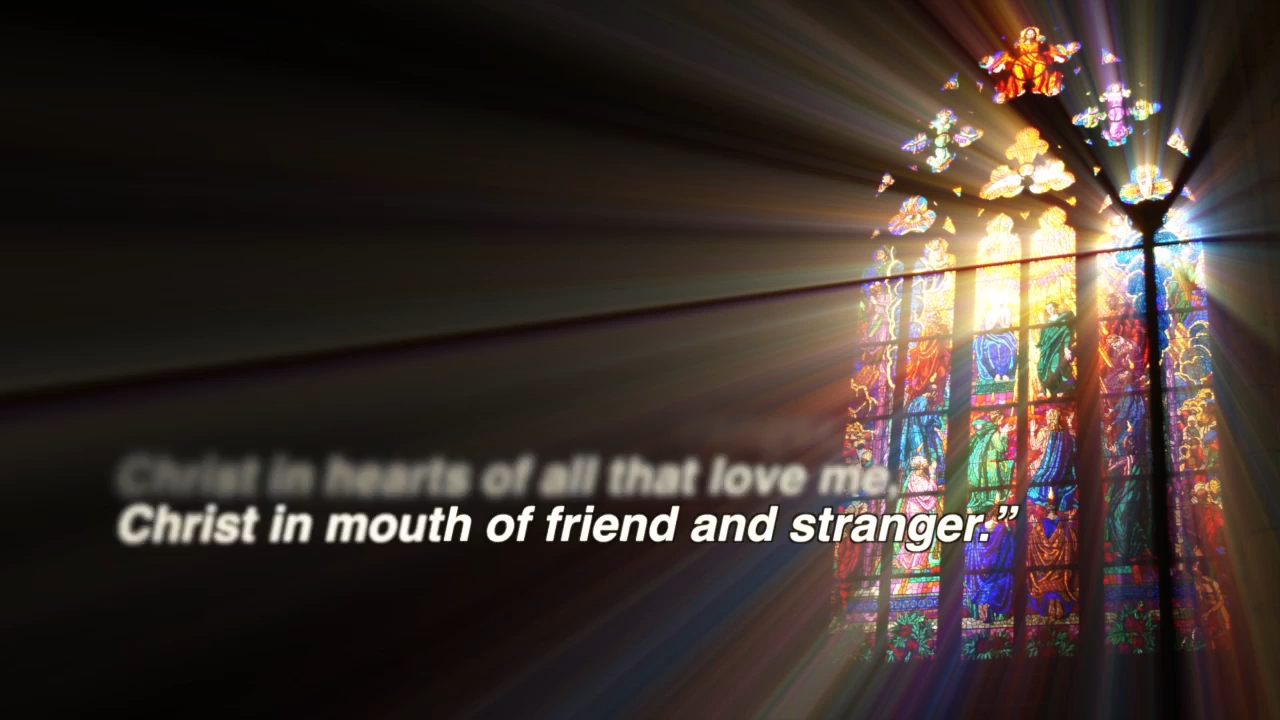 Christ in hearts of all that love me,
Christ in mouth of friend and stranger.”